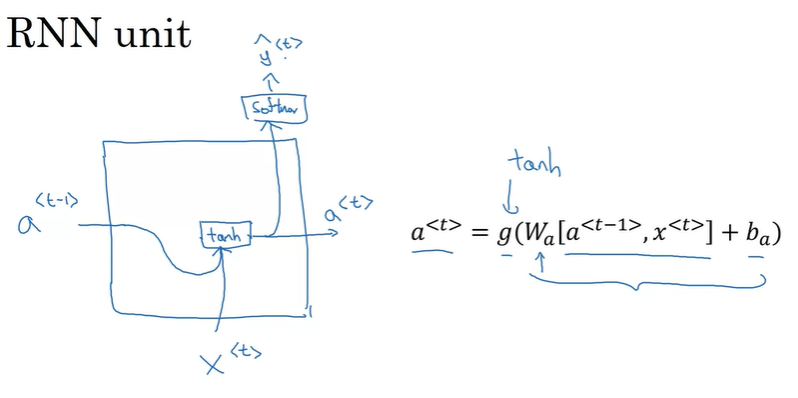 RNN unit
ŷ<t>
softmax
a<t-1>
tanh
a<t>
x<t>
tanh
a<t> = g(Wₐ[a<t−1>, x<t>] + bₐ)